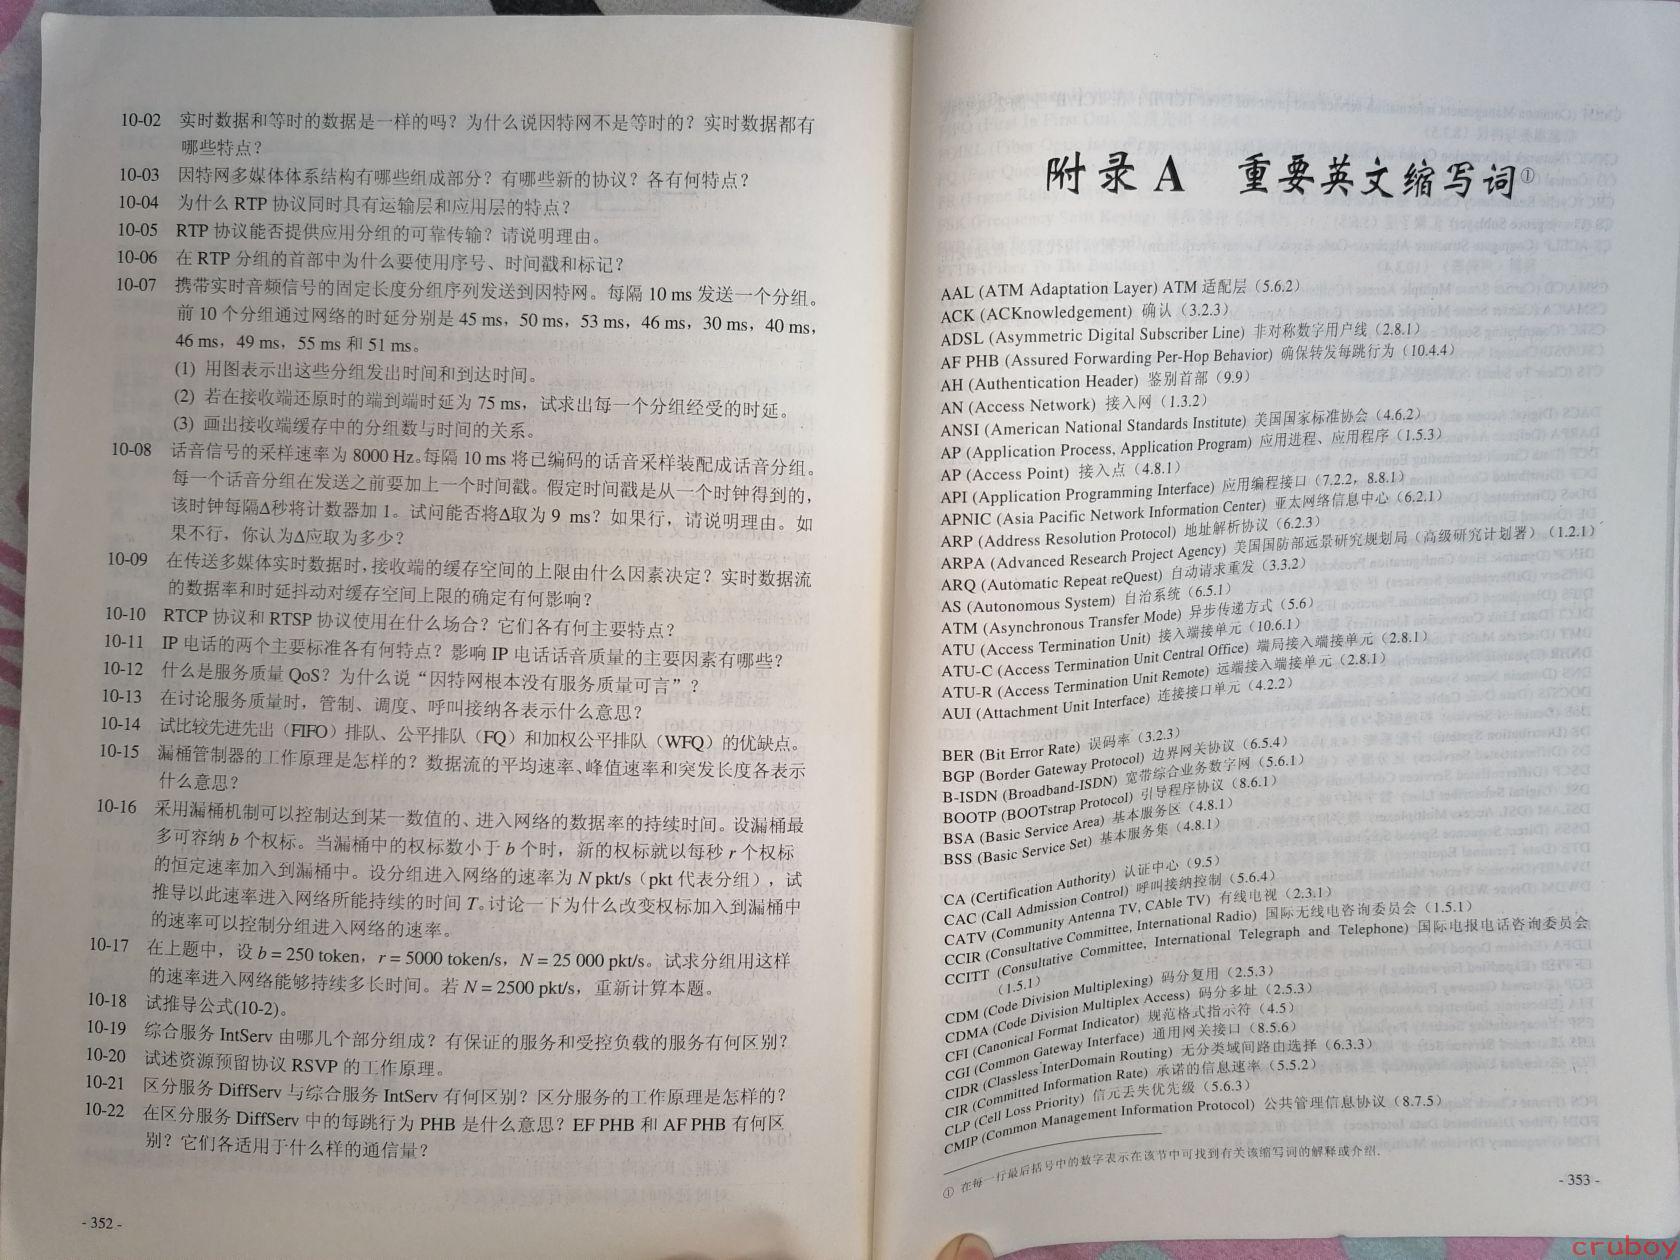 10-02 实时数据和等时的数据是一样的吗？为什么说因特网不是等时的？实时数据都有
哪些特点？
10-03 因特网多媒体体系结构有哪些组成部分？有哪些新的协议？各有何特点？
10-04 为什么 RTP 协议同时具有运输层和应用层的特点？
10-05 RTP 协议能否提供应用分组的可靠传输？请说明理由。
10-06 在 RTP 分组的首部中为什么要使用序号、时间戳和标记？
10-07 携带实时音频信号的固定长度分组序列发送到因特网。每隔 10 ms 发送一个分组。
前 10 个分组通过网络的时延分别是 45 ms，50 ms，53 ms，46 ms，30 ms，40 ms，
46 ms，49 ms，55 ms 和 51 ms。
(1) 用图表示出这些分组发出时间和到达时间。
(2) 若在接收端还原时的端到端时延为 75 ms，试求出每一个分组经受的时延。
(3) 画出接收端缓存中的分组数与时间的关系。
10-08 话音信号的采样速率为 8000 Hz。每隔 10 ms 将已编码的话音采样装配成话音分组。
每一个话音分组在发送之前要加上一个时间戳。假定时间戳是从一个时钟得到的，
该时钟每隔Δ秒将计数器加 1。试问能否将Δ取为 9 ms？如果行，请说明理由。如
果不行，你认为Δ应取为多少？
10-09 在传送多媒体实时数据时，接收端的缓存空间的上限由什么因素决定？实时数据流
的数据率和时延抖动对缓存空间上限的确定有何影响？
10-10 RTCP 协议和 RTSP 协议使用在什么场合？它们各有何主要特点？
10-11 IP 电话的两个主要标准各有何特点？影响 IP 电话话音质量的主要因素有哪些？
10-12 什么是服务质量 QoS？为什么说“因特网根本没有服务质量可言”？
10-13 在讨论服务质量时，管制、调度、呼叫接纳各表示什么意思？
10-14 试比较先进先出（FIFO）排队、公平排队（FQ）和加权公平排队（WFQ）的优缺点。
10-15 漏桶管制器的工作原理是怎样的？数据流的平均速率、峰值速率和突发长度各表示
什么意思？
10-16 采用漏桶机制可以控制达到某一数值的、进入网络的数据率的持续时间。设漏桶最
多可容纳 b 个权标。当漏桶中的权标数小于 b 个时，新的权标就以每秒 r 个权标
的恒定速率加入到漏桶中。设分组进入网络的速率为 N pkt/s（pkt 代表分组），试
推导以此速率进入网络所能持续的时间 T。讨论一下为什么改变权标加入到漏桶中
的速率可以控制分组进入网络的速率。
10-17 在上题中，设 b = 250 token，r = 5000 token/s，N = 25 000 pkt/s。试求分组用这样
的速率进入网络能够持续多长时间。若 N = 2500 pkt/s，重新计算本题。
10-18 试推导公式(10-2)。
10-19 综合服务 IntServ 由哪几个部分组成？有保证的服务和受控负载的服务有何区别？
10-20 试述资源预留协议 RSVP 的工作原理。
10-21 区分服务 DiffServ 与综合服务 IntServ 有何区别？区分服务的工作原理是怎样的？
10-22 在区分服务 DiffServ 中的每跳行为 PHB 是什么意思？EF PHB 和 AF PHB 有何区
别？它们各适用于什么样的通信量？
- 352 -
附录 A 重要英文缩写词①
AAL (ATM Adaptation Layer) ATM 适配层（5.6.2）
ACK (ACKnowledgement) 确认（3.2.3）
ADSL (Asymmetric Digital Subscriber Line) 非对称数字用户线（2.8.1）
AF PHB (Assured Forwarding Per-Hop Behavior) 确保转发每跳行为（10.4.4）
AH (Authentication Header) 鉴别首部（9.9）
AN (Access Network) 接入网（1.3.2）
ANSI (American National Standards Institute) 美国国家标准协会（4.6.2）
AP (Application Process, Application Program) 应用进程、应用程序（1.5.3）
AP (Access Point) 接入点（4.8.1）
API (Application Programming Interface) 应用编程接口（7.2.2，8.8.1）
APNIC (Asia Pacific Network Information Center) 亚太网络信息中心（6.2.1）
ARP (Address Resolution Protocol) 地址解析协议（6.2.3）
ARPA (Advanced Research Project Agency) 美国国防部远景研究规划局（高级研究计划署）（1.2.1）
ARQ (Automatic Repeat reQuest) 自动请求重发（3.3.2）
AS (Autonomous System) 自治系统（6.5.1）
ATM (Asynchronous Transfer Mode) 异步传递方式（5.6）
ATU (Access Termination Unit) 接入端接单元（10.6.1）
ATU-C (Access Termination Unit Central Office) 端局接入端接单元（2.8.1）
ATU-R (Access Termination Unit Remote) 远端接入端接单元（2.8.1）
AUI (Attachment Unit Interface) 连接接口单元（4.2.2）
BER (Bit Error Rate) 误码率（3.2.3）
BGP (Border Gateway Protocol) 边界网关协议（6.5.4）
B-ISDN (Broadband-ISDN) 宽带综合业务数字网（5.6.1）
BOOTP (BOOTstrap Protocol) 引导程序协议（8.6.1）
BSA (Basic Service Area) 基本服务区（4.8.1）
BSS (Basic Service Set) 基本服务集（4.8.1）
CA (Certification Authority) 认证中心（9.5）
CAC (Call Admission Control) 呼叫接纳控制（5.6.4）
CATV (Community Antenna TV, CAble TV) 有线电视（2.3.1）
CCIR (Consultative Committee, International Radio) 国际无线电咨询委员会（1.5.1）
CCITT (Consultative Committee, International Telegraph and Telephone) 国际电报电话咨询委员会
（1.5.1）
CDM (Code Division Multiplexing) 码分复用（2.5.3）
CDMA (Code Division Multiplex Access) 码分多址（2.5.3）
CFI (Canonical Format Indicator) 规范格式指示符（4.5）
CGI (Common Gateway Interface) 通用网关接口（8.5.6）
CIDR (Classless InterDomain Routing) 无分类域间路由选择（6.3.3）
CIR (Committed Information Rate) 承诺的信息速率（5.5.2）
CLP (Cell Loss Priority) 信元丢失优先级（5.6.3）
CMIP (Common Management Information Protocol) 公共管理信息协议（8.7.5）
① 在每一行最后括号中的数字表示在该节中可找到有关该缩写词的解释或介绍.
- 353 -
cruboy